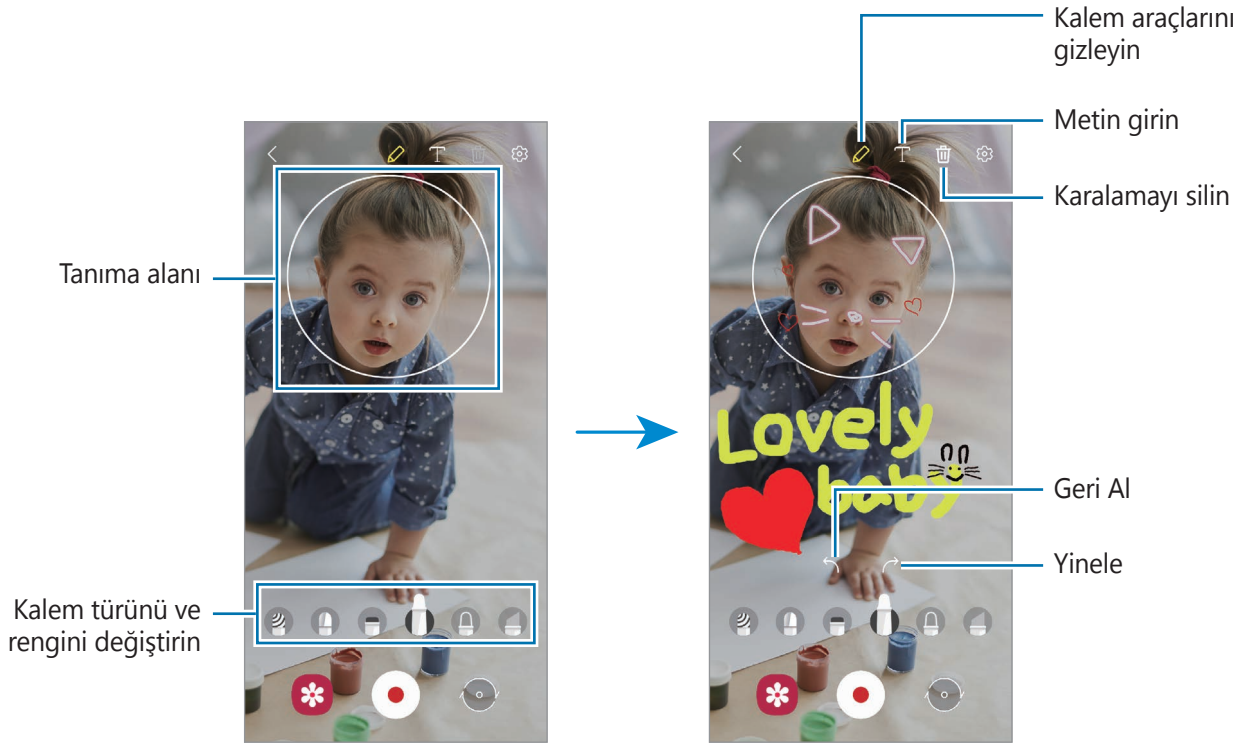 Kalem araçlarını
gizleyin
Metin girin
Karalamayı silin
Tanıma alanı
Lovely
baby
Geri Al
Yinele
Kalem türünü ve
rengini değiştirin